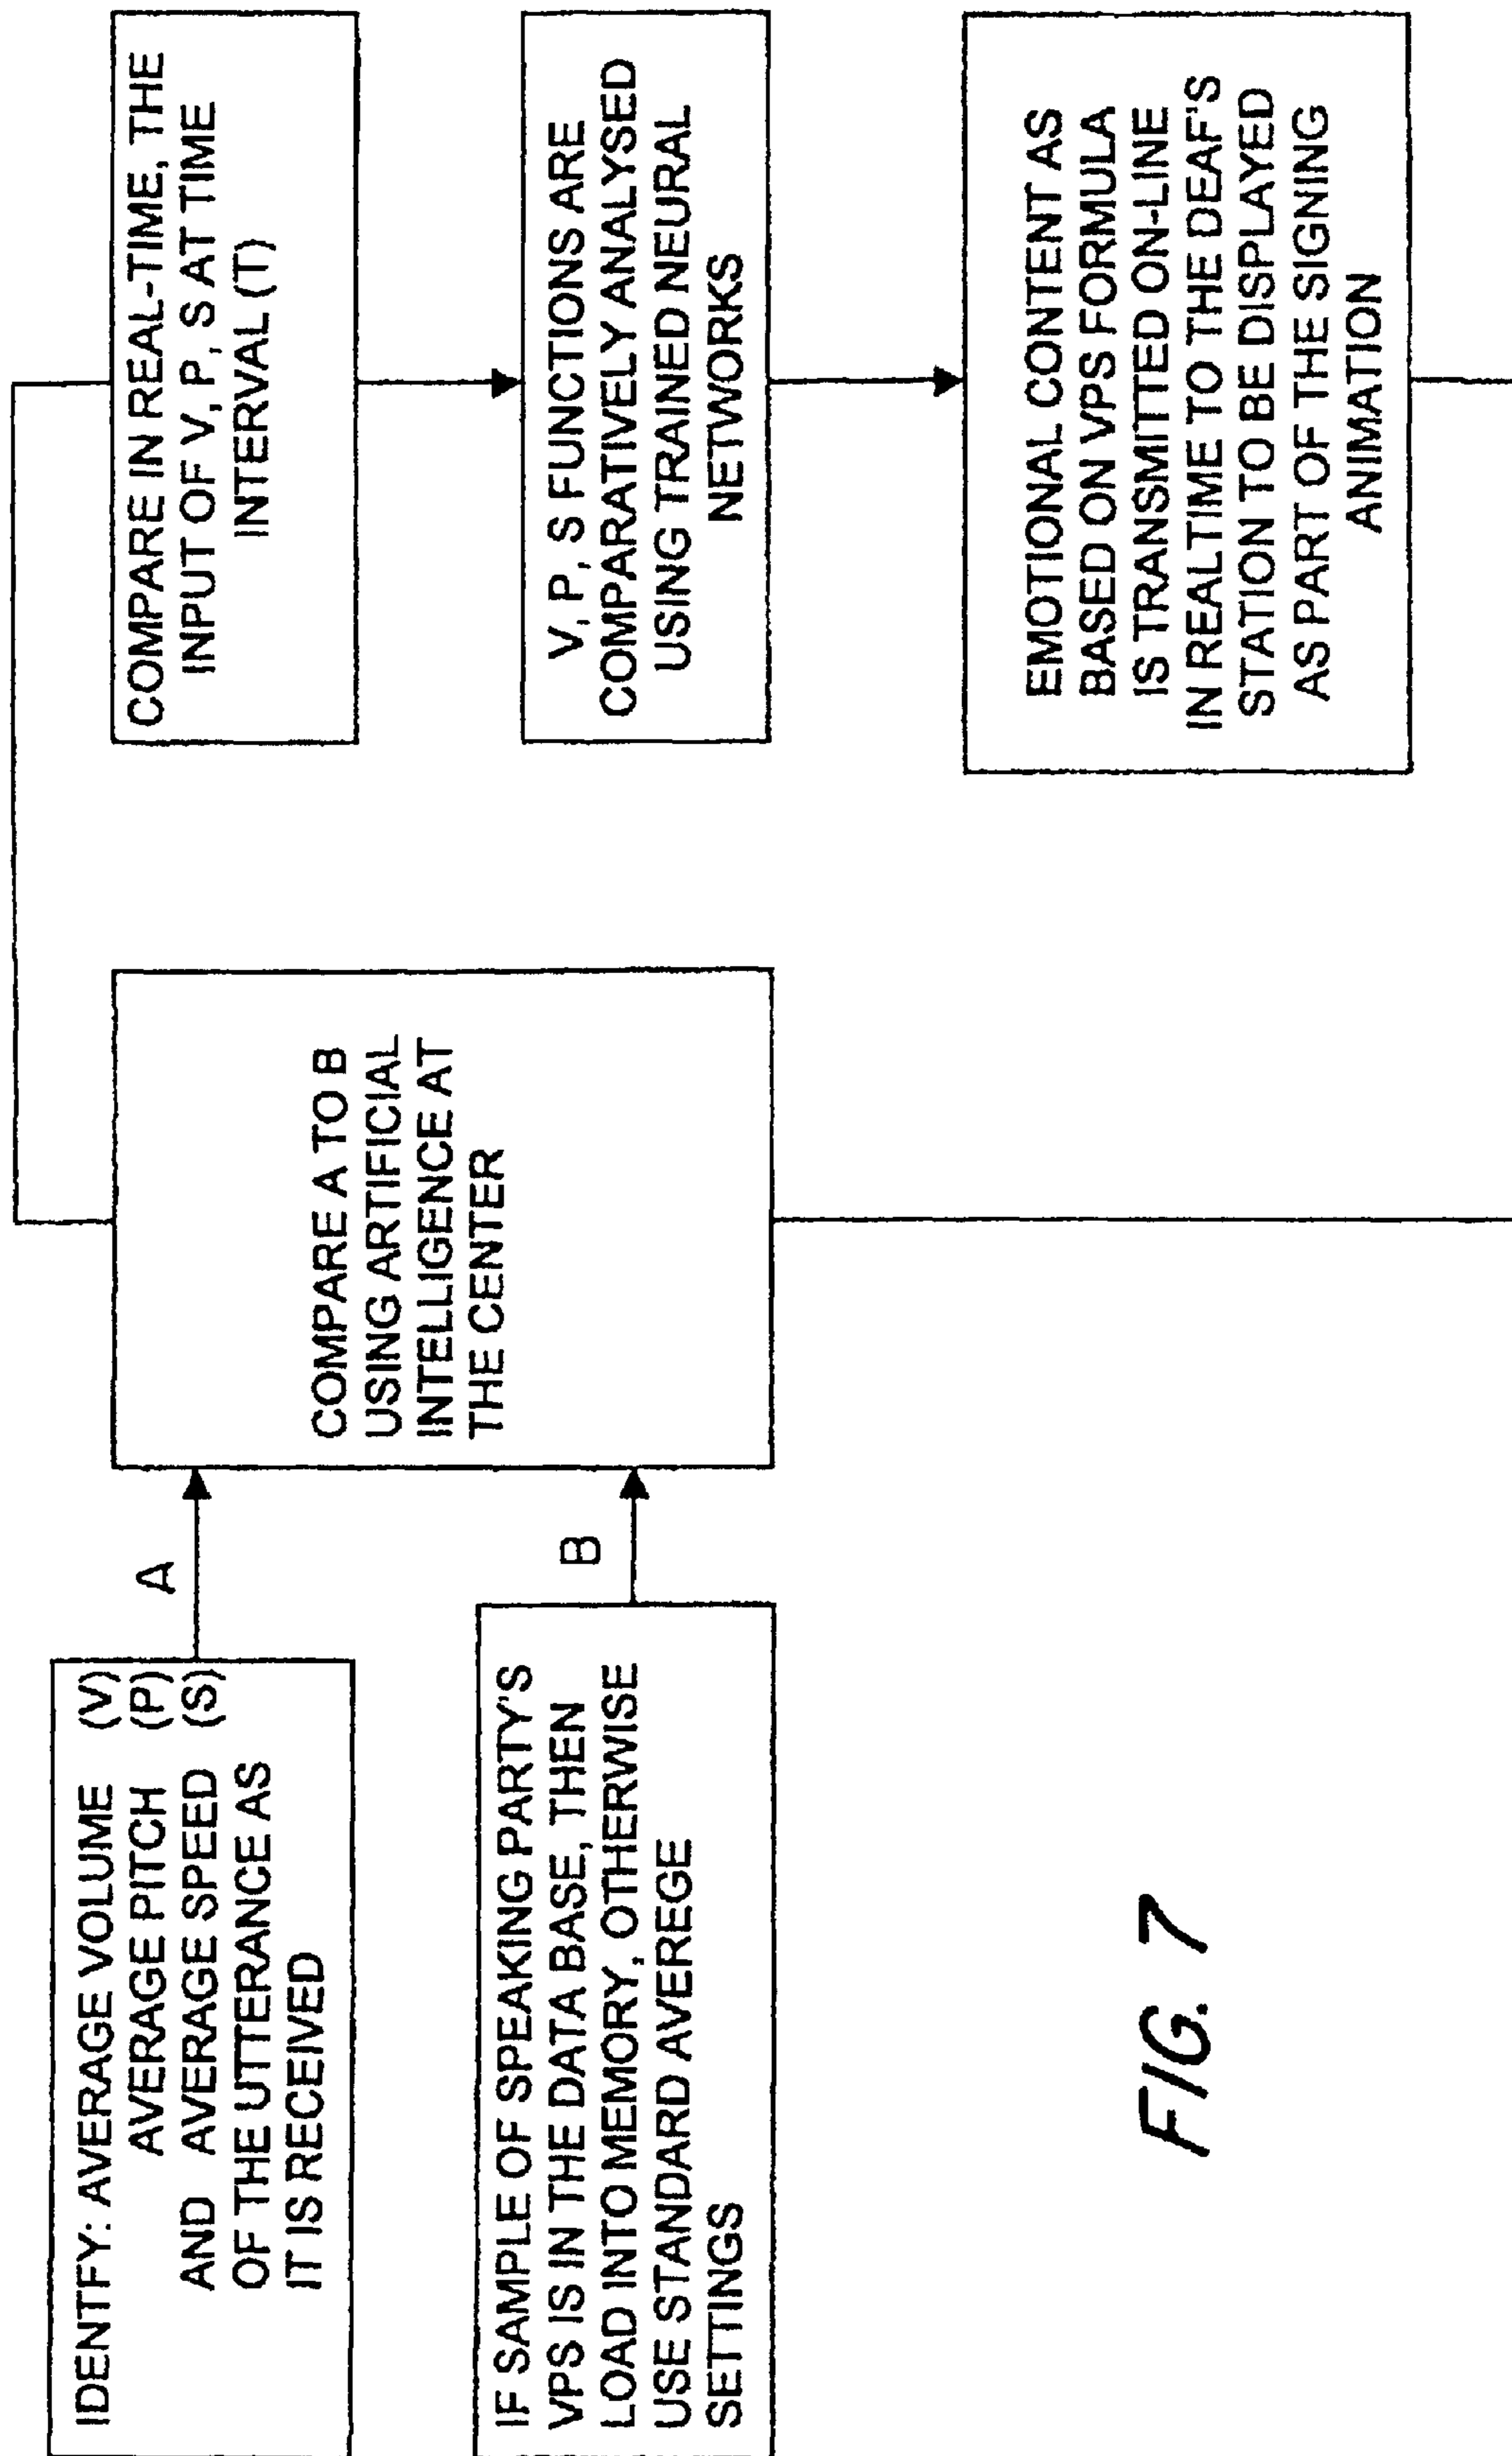 IDENTFY: AVERAGE VOLUME (V)
AVERAGE PITCH (P)
AND AVERAGE SPEED (S)
OF THE UTTERANCE AS
IT IS RECEIVED
A
IF SAMPLE OF SPEAKING PARTY'S
VPS IS IN THE DATA BASE, THEN
LOAD INTO MEMORY, OTHERWISE
USE STANDARD AVEREGE
SETTINGS
B
COMPARE A TO B
USING ARTIFICIAL
INTELLIGENCE AT
THE CENTER
COMPARE IN REAL-TIME, THE
INPUT OF V, P, S AT TIME
INTERVAL (T)
V, P, S FUNCTIONS ARE
COMPARATIVELY ANALYSED
USING TRAINED NEURAL
NETWORKS
EMOTIONAL CONTENT AS
BASED ON VPS FORMULA
IS TRANSMITTED ON-LINE
IN REALTIME TO THE DEAF'S
STATION TO BE DISPLAYED
AS PART OF THE SIGNING
ANIMATION
FIG. 7